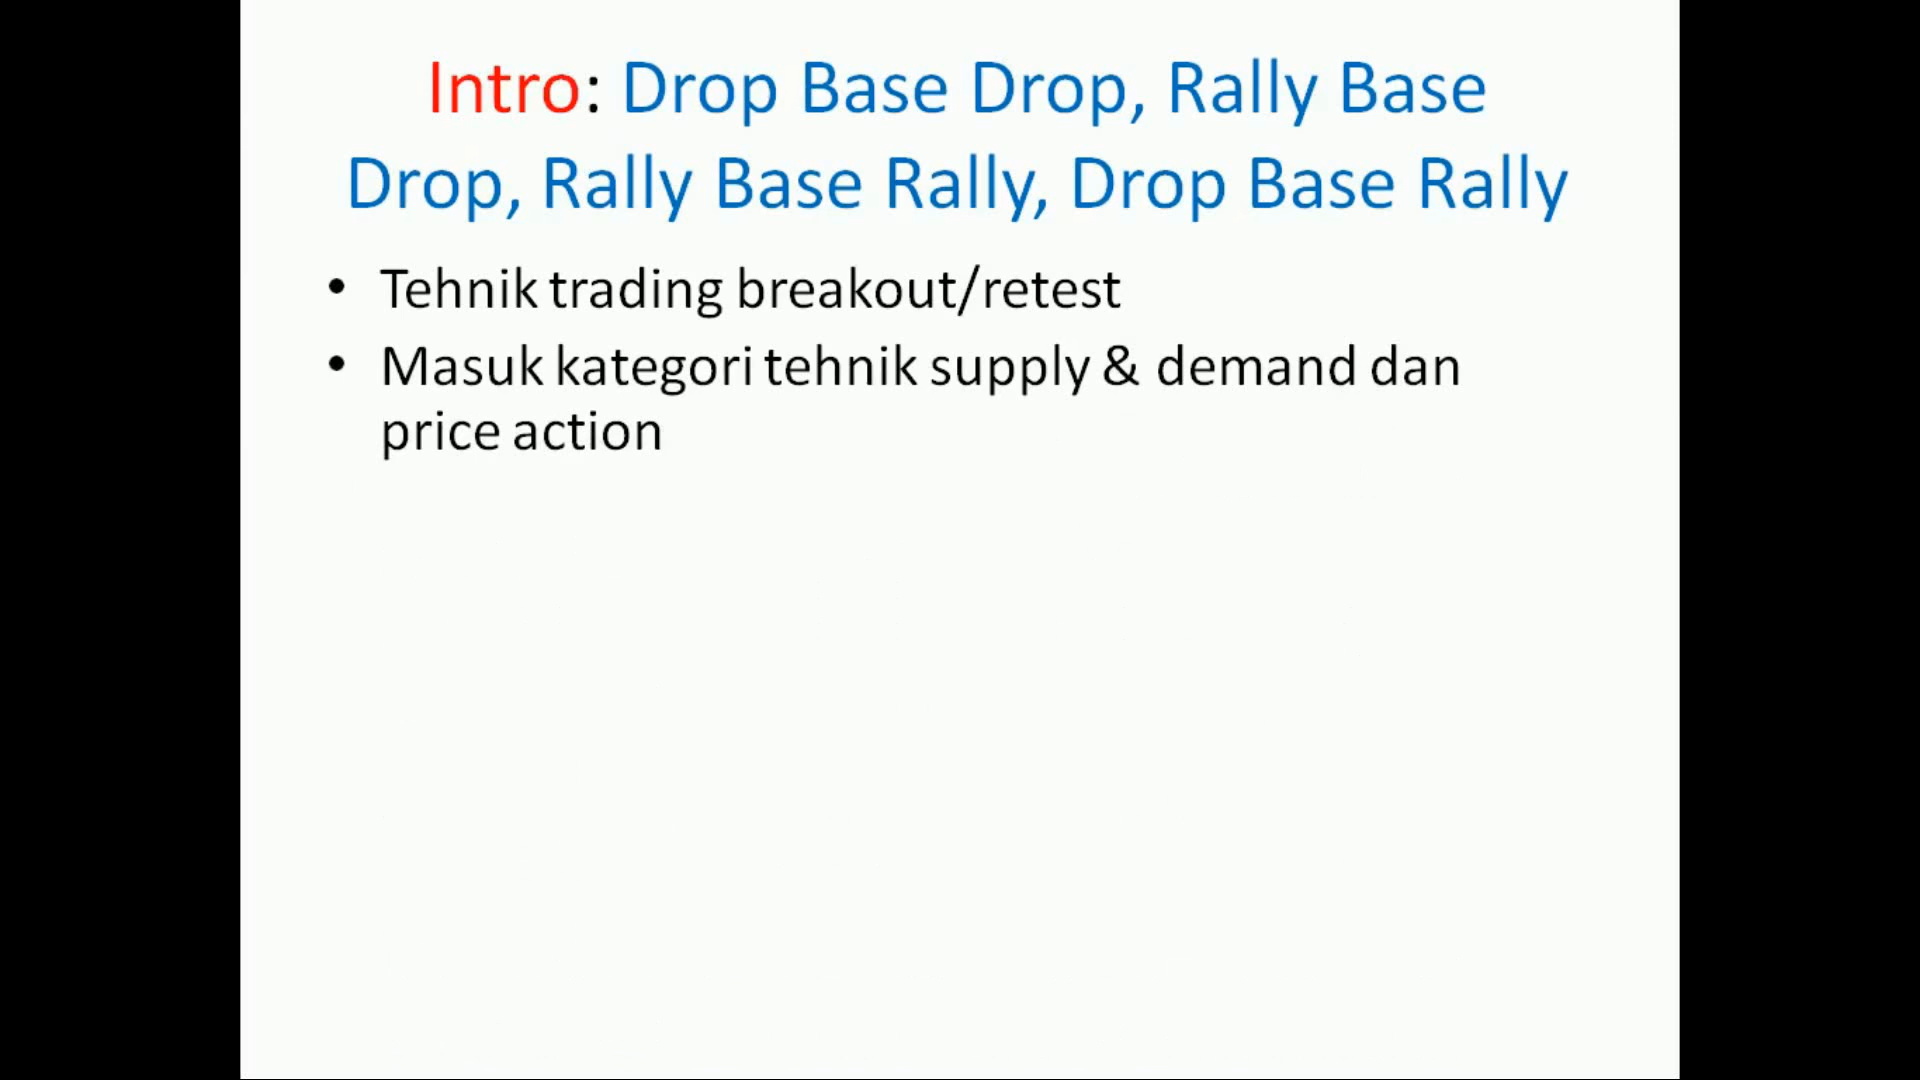 Intro: Drop Base Drop, Rally Base
Drop, Rally Base Rally, Drop Base Rally
• Tehnik trading breakout/retest
• Masuk kategori tehnik supply & demand dan
price action